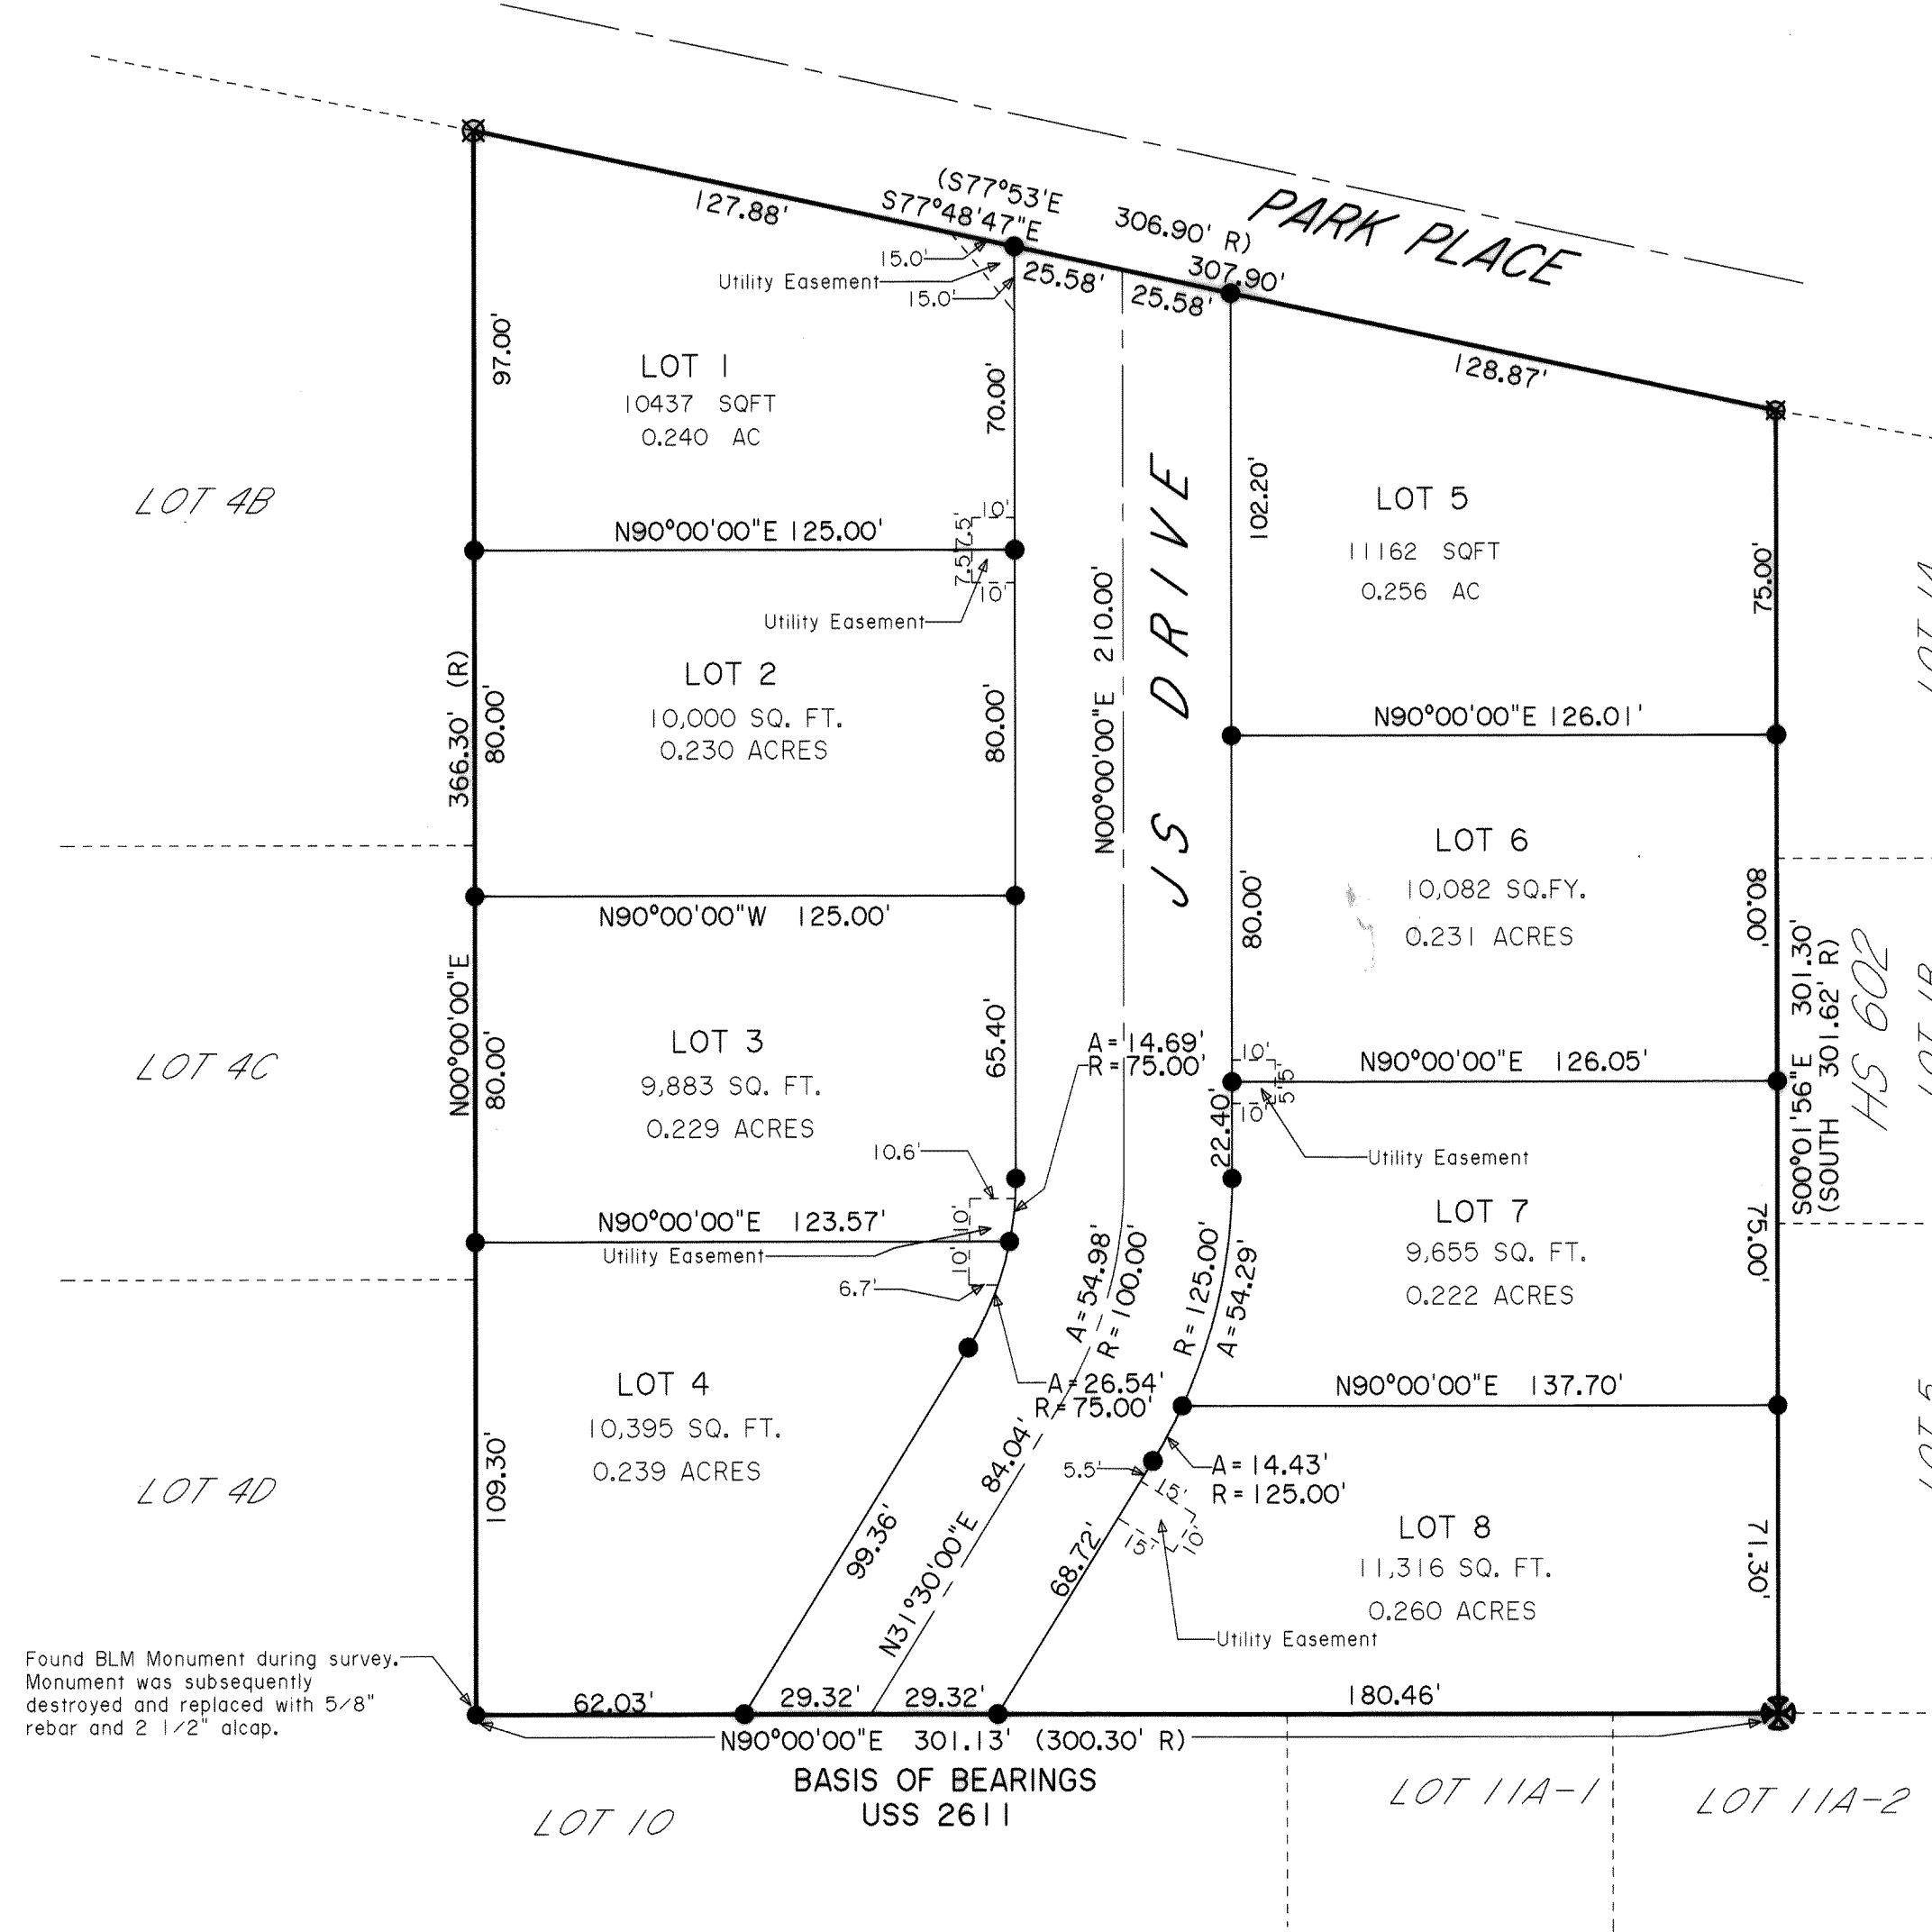 (S77°53'E 306.90' R)
S77°48'47"E 307.90'
PARK PLACE
127.88'
25.58'
25.58'
128.87'
15.0'
Utility Easement
15.0'
97.00'
LOT 1
10437 SQFT
0.240 AC
70.00'
102.20'
LOT 5
11162 SQFT
0.256 AC
75.00'
LOT 4B
N90°00'00"E 125.00'
10'
7.5'
7.5'
10'
Utility Easement
N00°00'00"E 210.00'
JS DRIVE
LOT 1A
366.30' (R)
80.00'
LOT 2
10,000 SQ. FT.
0.230 ACRES
80.00'
N90°00'00"E 126.01'
LOT 6
10,082 SQ.FY.
0.231 ACRES
80.00'
80.00'
N90°00'00"W 125.00'
N00°00'00"E
80.00'
LOT 4C
LOT 3
9,883 SQ. FT.
0.229 ACRES
65.40'
A=14.69'
R=75.00'
10'
5'
5'
10'
N90°00'00"E 126.05'
22.40'
Utility Easement
S00°01'56"E 301.30'
(SOUTH 301.62' R)
HS 602
LOT 1B
10.6'
N90°00'00"E 123.57'
10'
10'
Utility Easement
6.7'
A=54.98'
R=100.00'
R=125.00'
A=54.29'
LOT 7
9,655 SQ. FT.
0.222 ACRES
75.00'
LOT 4
10,395 SQ. FT.
0.239 ACRES
A=26.54'
R=75.00'
N90°00'00"E 137.70'
LOT 5
LOT 4D
109.30'
99.36'
N31°30'00"E 84.04'
5.5'
A=14.43'
R=125.00'
15'
15'
10'
68.72'
LOT 8
11,316 SQ. FT.
0.260 ACRES
71.30'
Utility Easement
Found BLM Monument during survey.
Monument was subsequently
destroyed and replaced with 5/8"
rebar and 2 1/2" alcap.
62.03'
29.32'
29.32'
180.46'
N90°00'00"E 301.13' (300.30' R)
BASIS OF BEARINGS
USS 2611
LOT 10
LOT 11A-1
LOT 11A-2